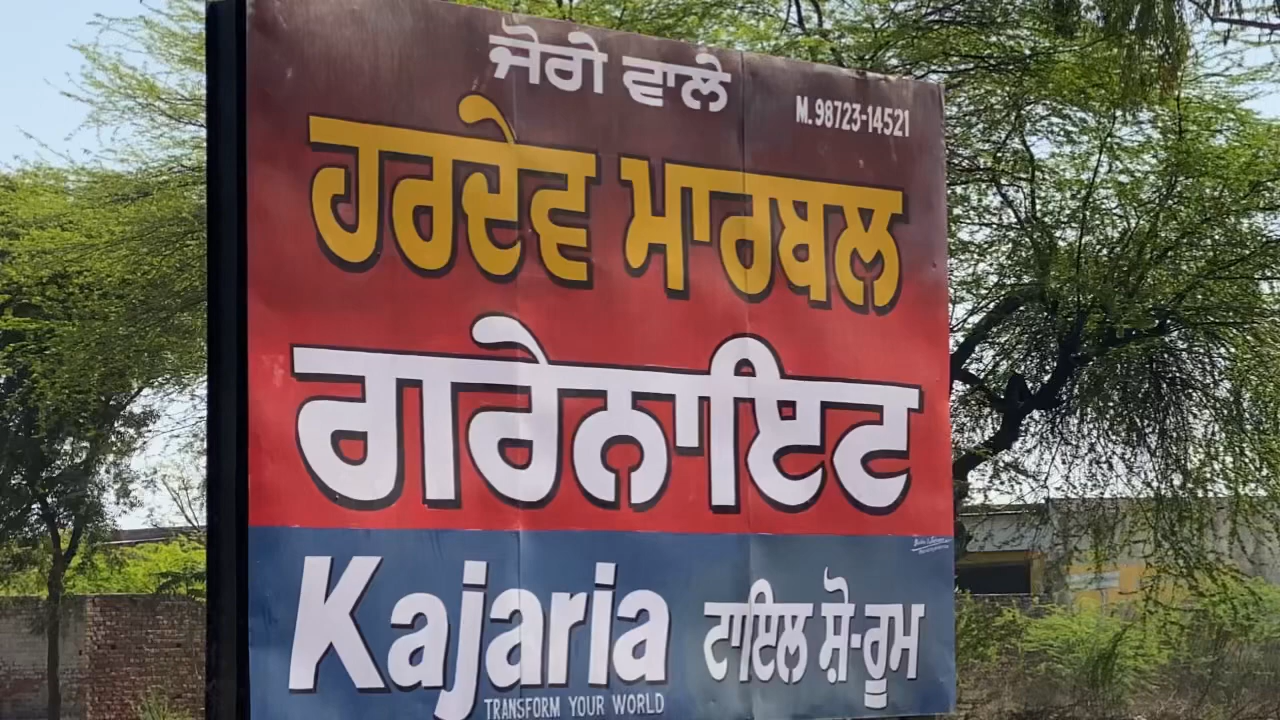 ਜੋਗੇ ਵਾਲੇ
M. 98723-14521
ਹਰਦੇਵ ਮਾਰਬਲ
ਗਰੇਨਾਇਟ
Kajaria ਟਾਇਲ ਸ਼ੋ-ਰੂਮ
TRANSFORM YOUR WORLD